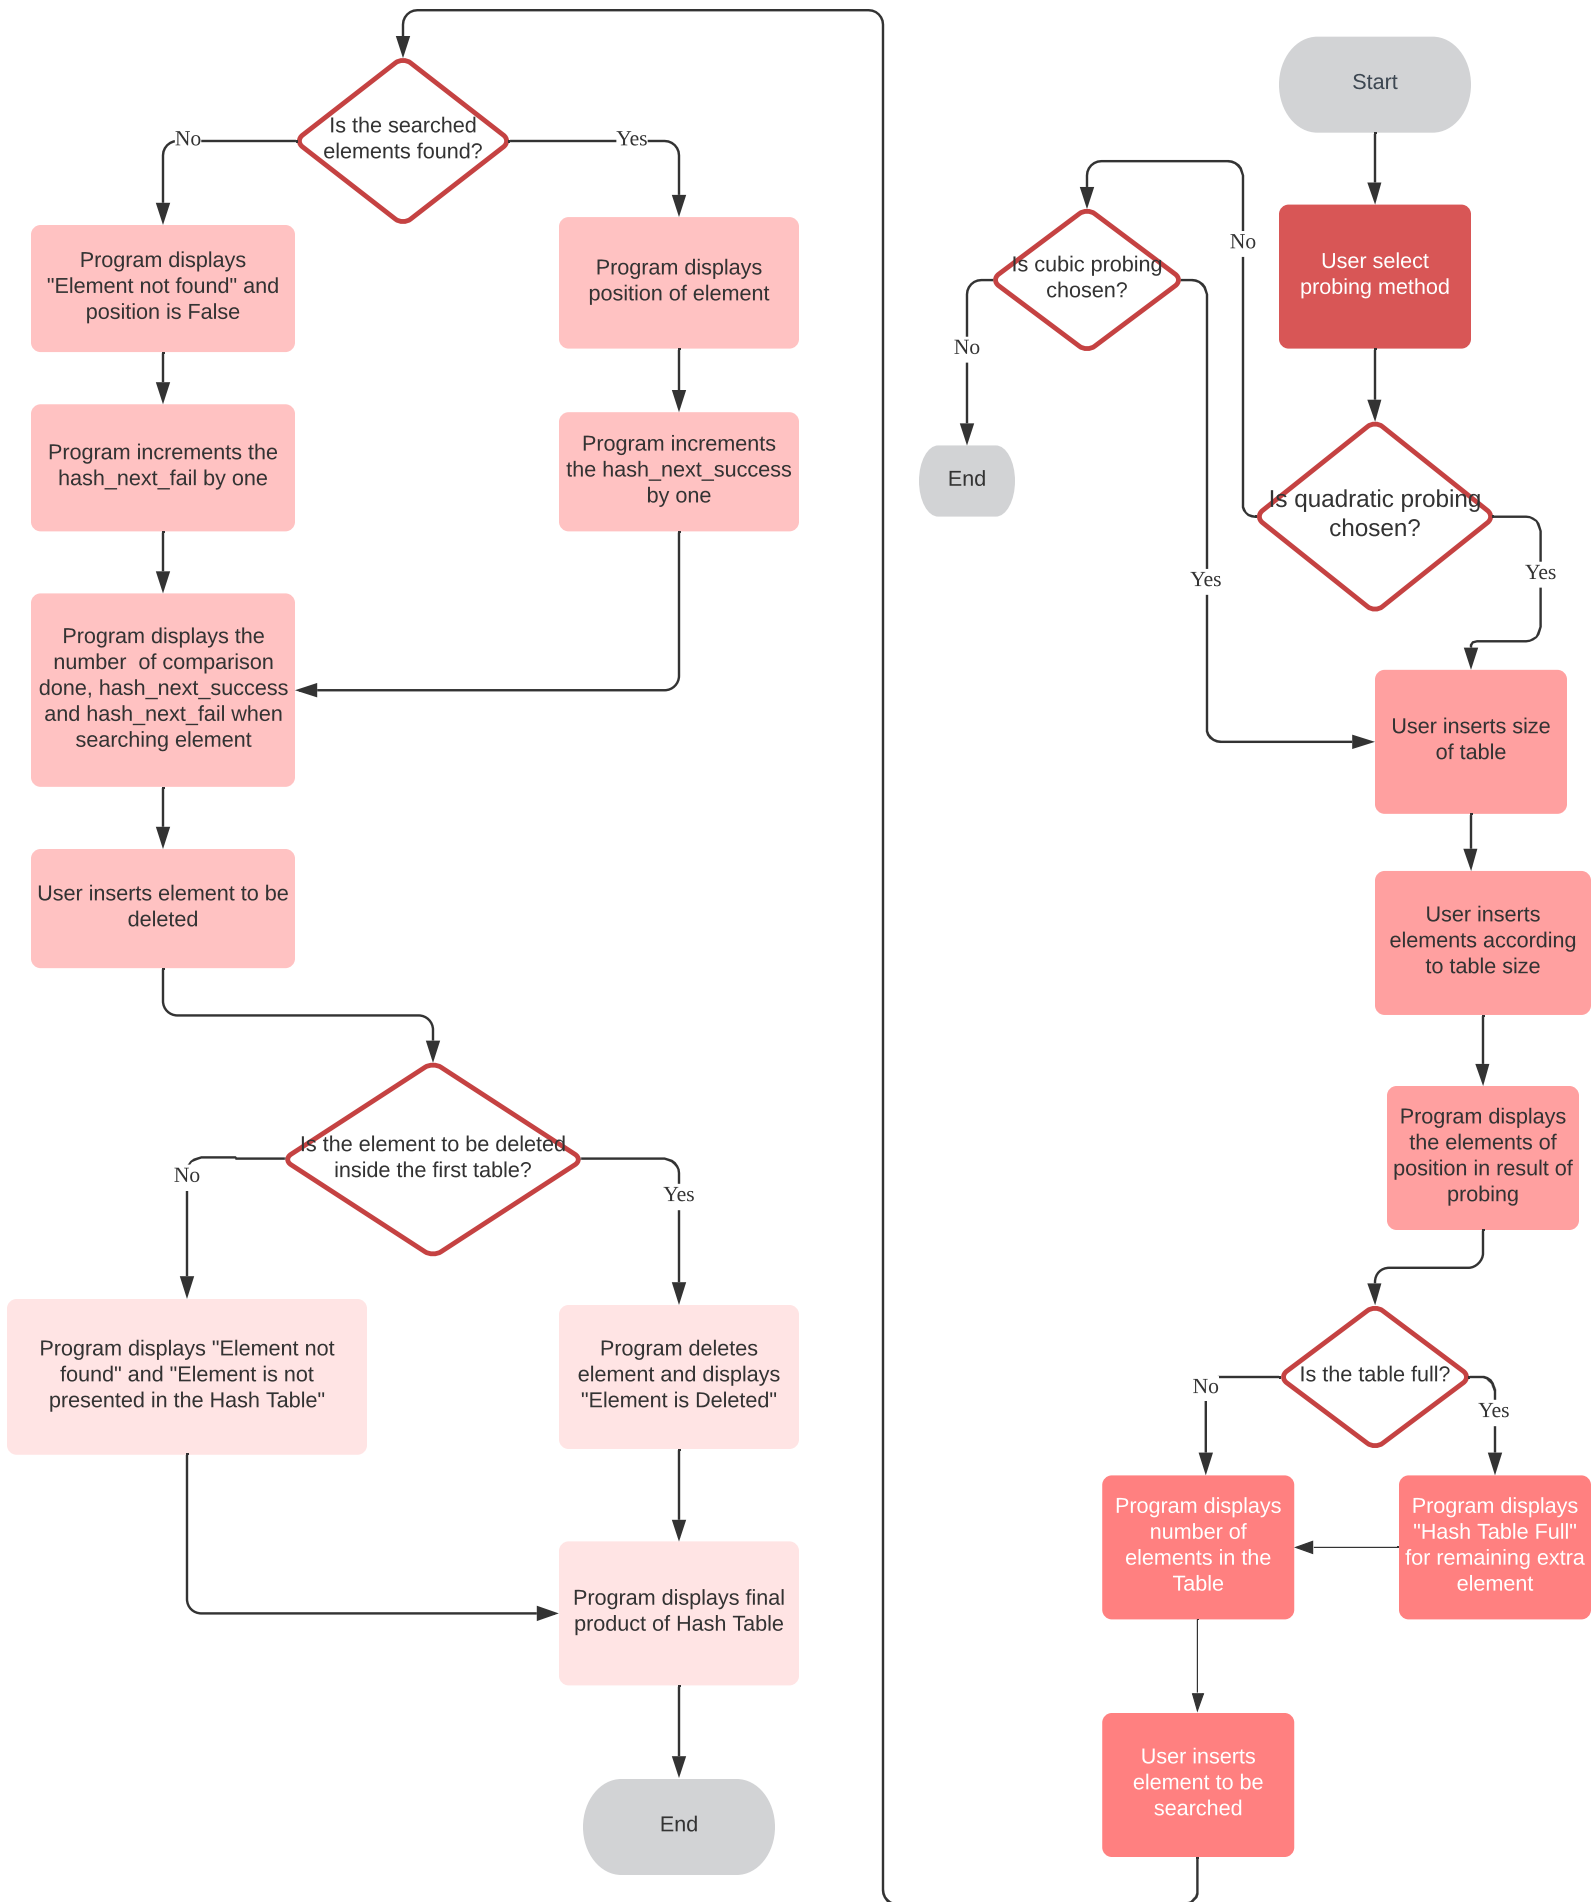 Start
User select
probing method
Is quadratic probing
chosen?
No
Yes
Is cubic probing
chosen?
No
Yes
End
User inserts size
of table
User inserts
elements according
to table size
Program displays
the elements of
position in result of
probing
Is the table full?
No
Yes
Program displays
number of
elements in the
Table
Program displays
"Hash Table Full"
for remaining extra
element
User inserts
element to be
searched
Is the searched
elements found?
No
Yes
Program displays
"Element not found" and
position is False
Program displays
position of element
Program increments the
hash_next_fail by one
Program increments
the hash_next_success
by one
Program displays the
number  of comparison
done, hash_next_success
and hash_next_fail when
searching element
User inserts element to be
deleted
Is the element to be deleted
inside the first table?
No
Yes
Program displays "Element not
found" and "Element is not
presented in the Hash Table"
Program deletes
element and displays
"Element is Deleted"
Program displays final
product of Hash Table
End